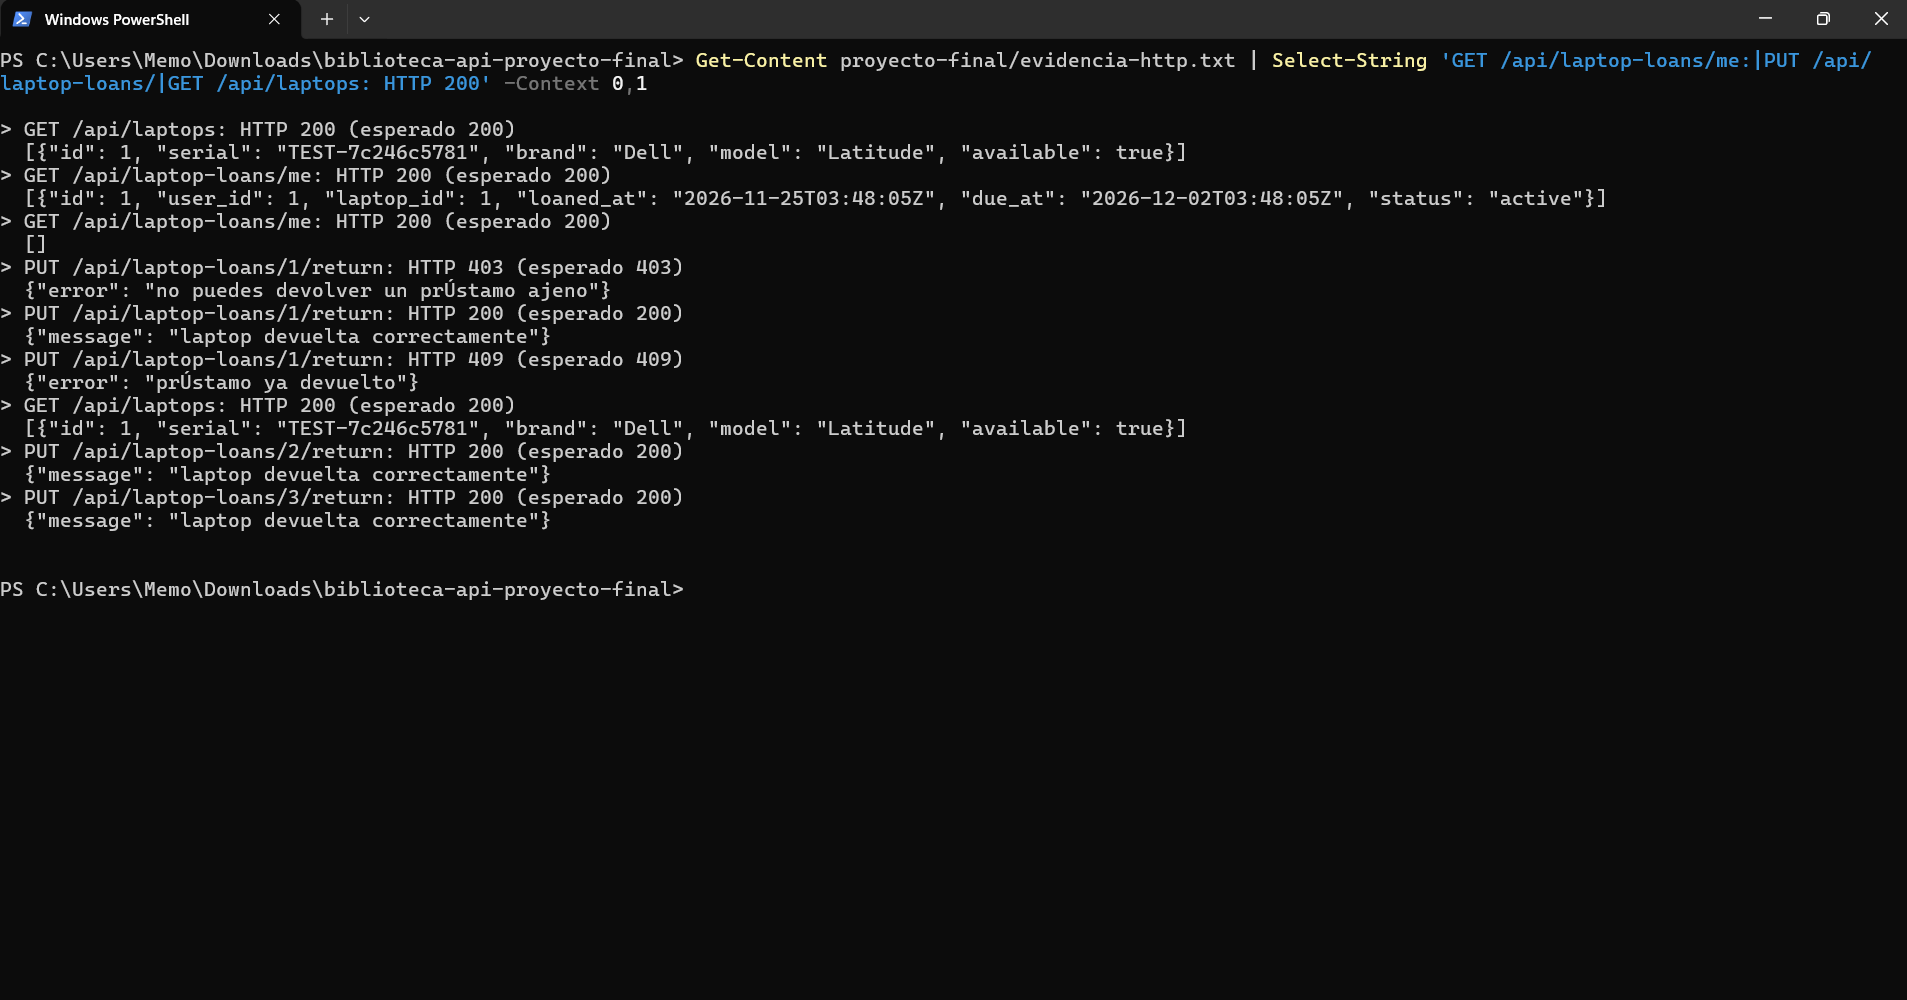 Windows PowerShell
PS C:\Users\Memo\Downloads\biblioteca-api-proyecto-final> Get-Content proyecto-final/evidencia-http.txt | Select-String 'GET /api/laptop-loans/me:|PUT /api/
laptop-loans/|GET /api/laptops: HTTP 200' -Context 0,1
> GET /api/laptops: HTTP 200 (esperado 200)
[{"id": 1, "serial": "TEST-7c246c5781", "brand": "Dell", "model": "Latitude", "available": true}]
> GET /api/laptop-loans/me: HTTP 200 (esperado 200)
[{"id": 1, "user_id": 1, "laptop_id": 1, "loaned_at": "2026-11-25T03:48:05Z", "due_at": "2026-12-02T03:48:05Z", "status": "active"}]
> GET /api/laptop-loans/me: HTTP 200 (esperado 200)
[]
> PUT /api/laptop-loans/1/return: HTTP 403 (esperado 403)
{"error": "no puedes devolver un prÚstamo ajeno"}
> PUT /api/laptop-loans/1/return: HTTP 200 (esperado 200)
{"message": "laptop devuelta correctamente"}
> PUT /api/laptop-loans/1/return: HTTP 409 (esperado 409)
{"error": "prÚstamo ya devuelto"}
> GET /api/laptops: HTTP 200 (esperado 200)
[{"id": 1, "serial": "TEST-7c246c5781", "brand": "Dell", "model": "Latitude", "available": true}]
> PUT /api/laptop-loans/2/return: HTTP 200 (esperado 200)
{"message": "laptop devuelta correctamente"}
> PUT /api/laptop-loans/3/return: HTTP 200 (esperado 200)
{"message": "laptop devuelta correctamente"}
PS C:\Users\Memo\Downloads\biblioteca-api-proyecto-final>